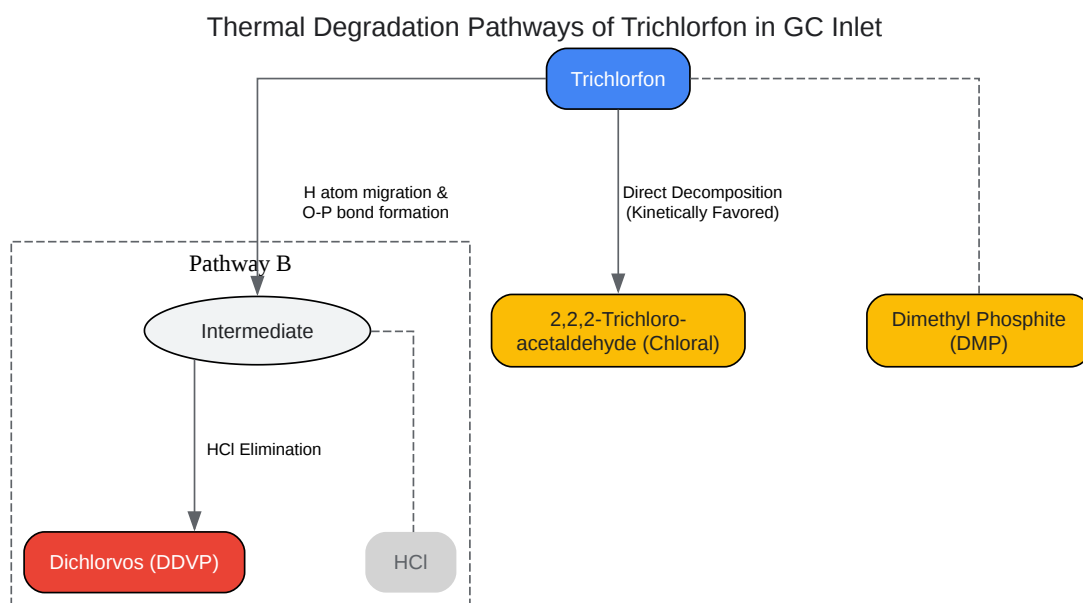 Thermal Degradation Pathways of Trichlorfon in GC Inlet
Trichlorfon
H atom migration &
O-P bond formation
Direct Decomposition
(Kinetically Favored)
Pathway B
Intermediate
2,2,2-Trichloro-
acetaldehyde (Chloral)
Dimethyl Phosphite
(DMP)
HCl Elimination
Dichlorvos (DDVP)
HCl